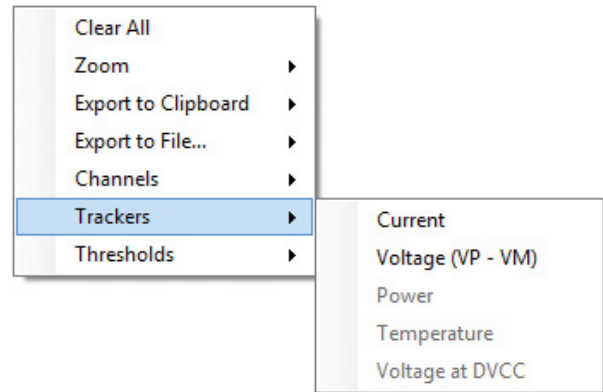 Clear All
Zoom
Export to Clipboard
Export to File...
Channels
Trackers
Thresholds
Current
Voltage (VP - VM)
Power
Temperature
Voltage at DVCC